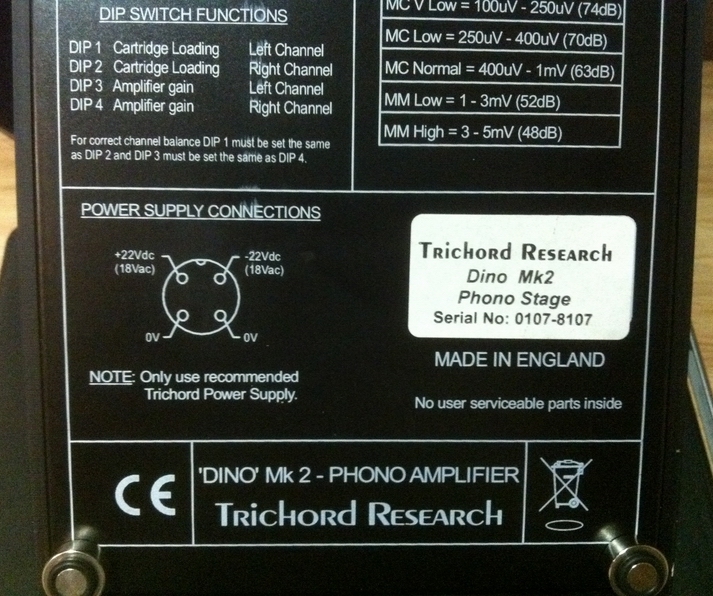 DIP SWITCH FUNCTIONS
DIP 1 Cartridge Loading Left Channel
DIP 2 Cartridge Loading Right Channel
DIP 3 Amplifier gain Left Channel
DIP 4 Amplifier gain Right Channel
For correct channel balance DIP 1 must be set the same
as DIP 2 and DIP 3 must be set the same as DIP 4.
MC V Low = 100uV - 250uV (74dB)
MC Low = 250uV - 400uV (70dB)
MC Normal = 400uV - 1mV (63dB)
MM Low = 1 - 3mV (52dB)
MM High = 3 - 5mV (48dB)
POWER SUPPLY CONNECTIONS
+22Vdc
(18Vac)
-22Vdc
(18Vac)
0V
0V
NOTE: Only use recommended
Trichord Power Supply.
Trichord Research
Dino Mk2
Phono Stage
Serial No: 0107-8107
MADE IN ENGLAND
No user serviceable parts inside
CE
'DINO' Mk 2 - PHONO AMPLIFIER
Trichord Research